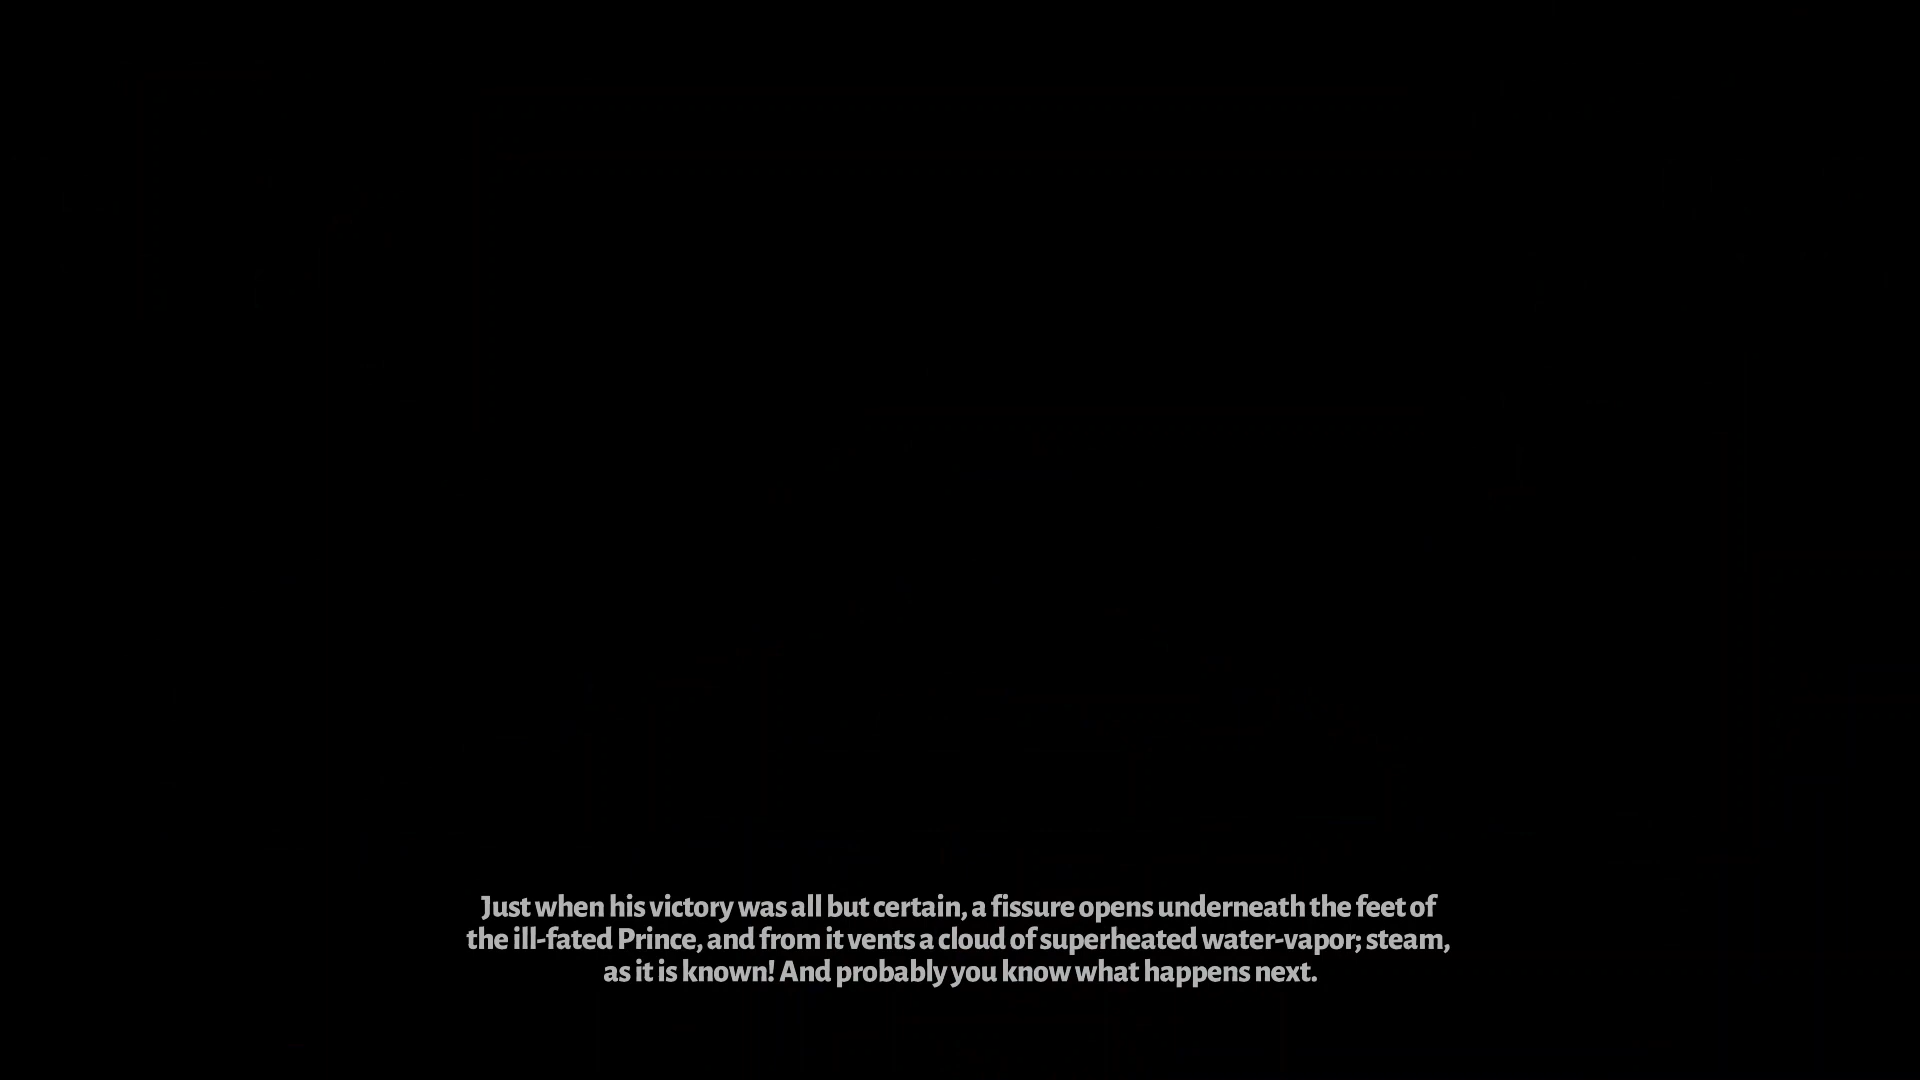 Just when his victory was all but certain, a fissure opens underneath the feet of
the ill-fated Prince, and from it vents a cloud of superheated water-vapor; steam,
as it is known! And probably you know what happens next.